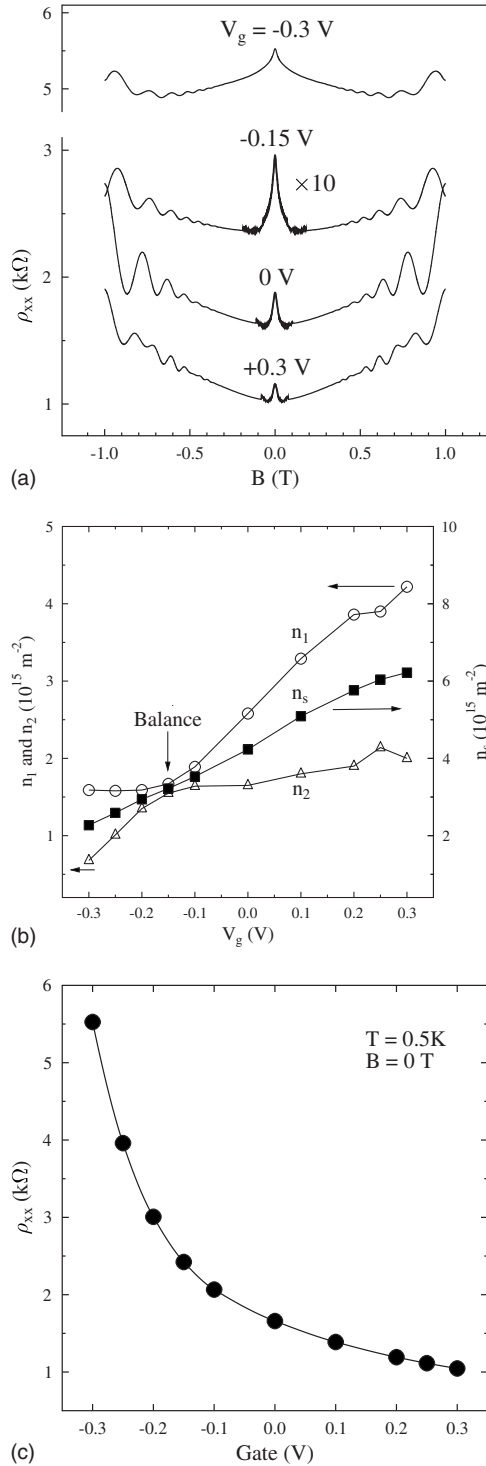 V_g = -0.3 V
5
3
-0.15 V
×10
2
0 V
+0.3 V
1
ρ_xx (kΩ)
-1.0 -0.5 0.0 0.5 1.0
(a) B (T)
5 10
4 8
3 6
2 4
1 2
n_1
n_s
n_2
Balance
n_1 and n_2 (10^15 m^-2)
n_s (10^15 m^-2)
-0.3 -0.2 -0.1 0.0 0.1 0.2 0.3
(b) V_g (V)
6
5
4
3
2
1
T = 0.5K
B = 0 T
ρ_xx (kΩ)
-0.3 -0.2 -0.1 0.0 0.1 0.2 0.3
(c) Gate (V)